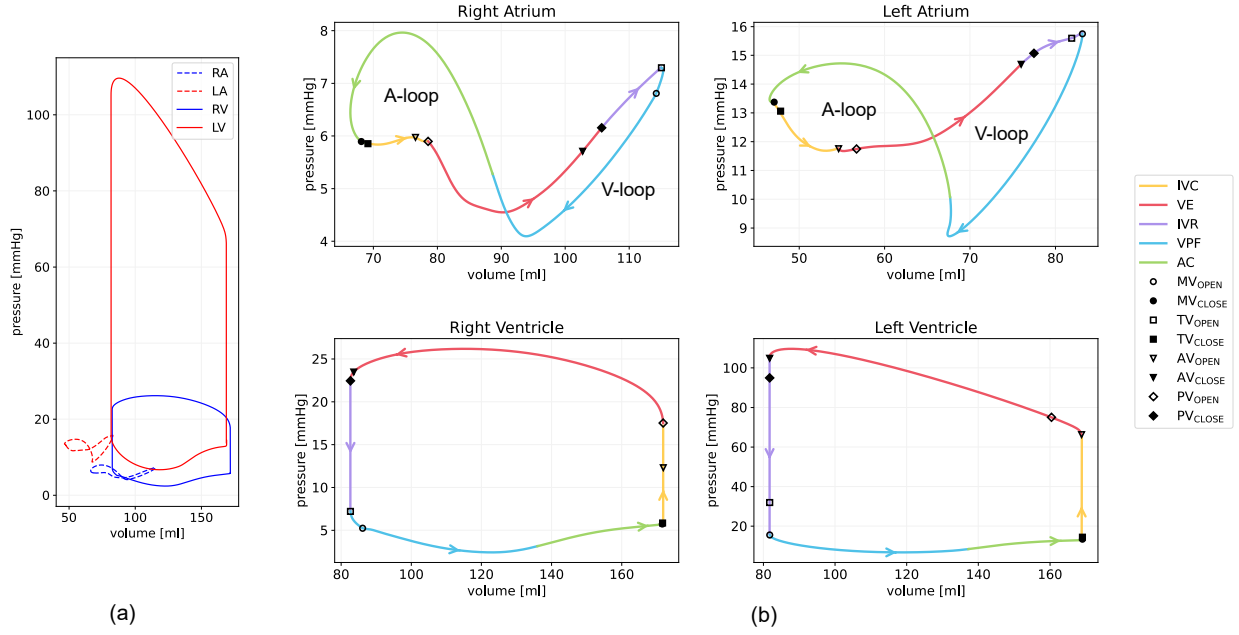 RA
LA
RV
LV
pressure [mmHg]
100
80
60
40
20
0
50
100
150
volume [ml]
(a)
Right Atrium
pressure [mmHg]
8
7
6
5
4
A-loop
V-loop
70
80
90
100
110
volume [ml]
Left Atrium
pressure [mmHg]
16
15
14
13
12
11
10
9
A-loop
V-loop
50
60
70
80
volume [ml]
Right Ventricle
pressure [mmHg]
25
20
15
10
5
80
100
120
140
160
volume [ml]
Left Ventricle
pressure [mmHg]
100
80
60
40
20
80
100
120
140
160
volume [ml]
IVC
VE
IVR
VPF
AC
MV_OPEN
MV_CLOSE
TV_OPEN
TV_CLOSE
AV_OPEN
AV_CLOSE
PV_OPEN
PV_CLOSE
(b)